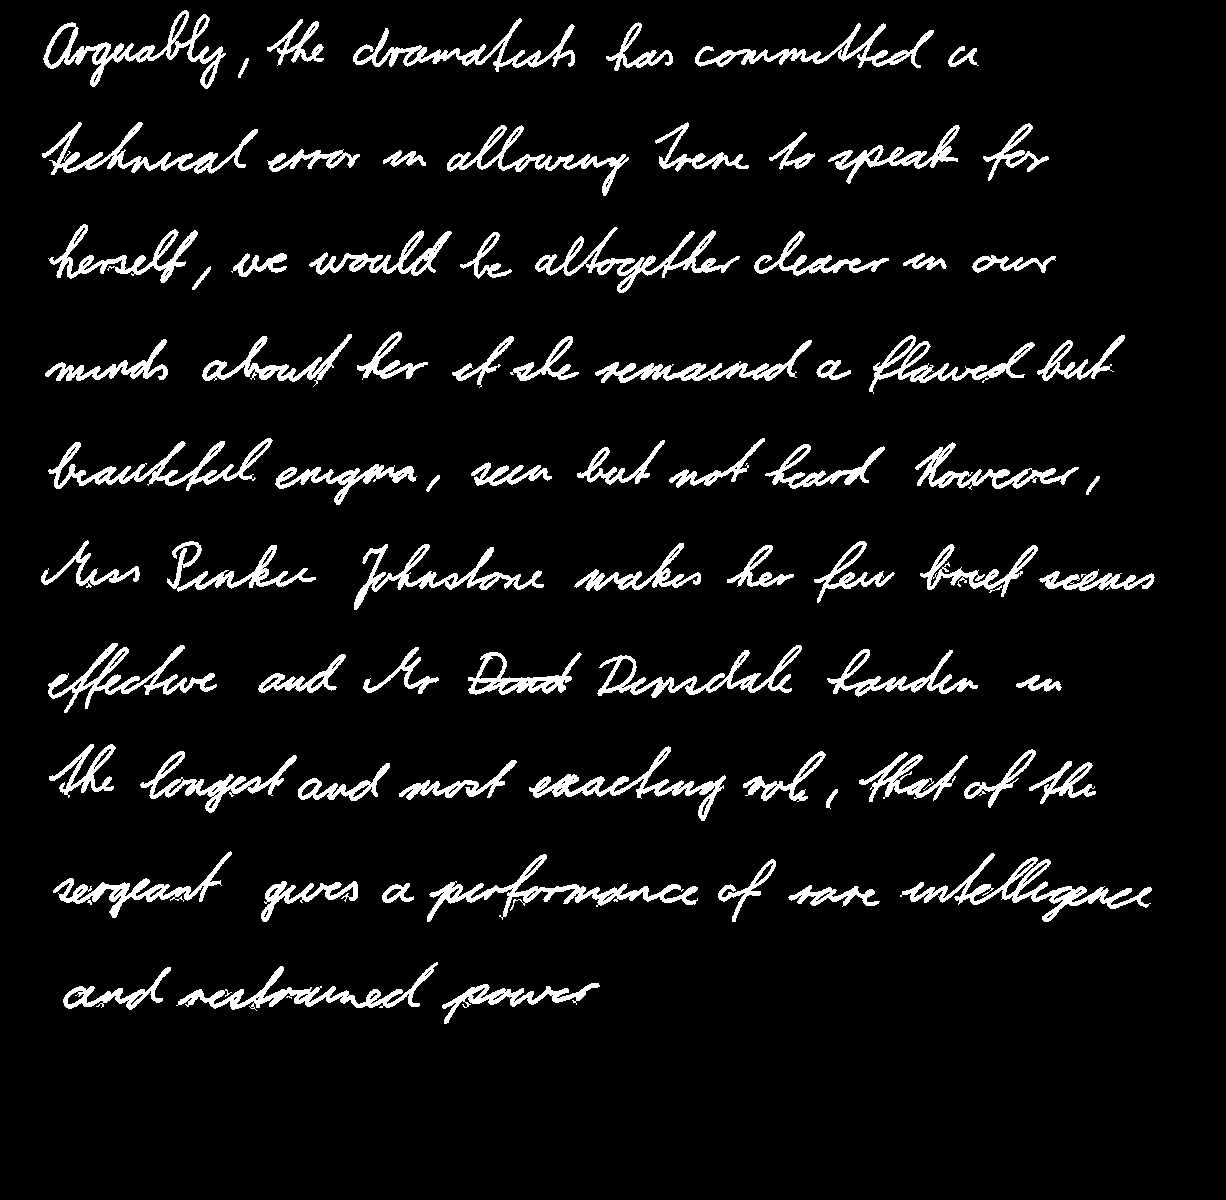 Arguably, the dramatists has committed a
technical error in allowing Irene to speak for
herself, we would be altogether clearer in our
minds about her if she remained a flawed but
beautiful enigma, seen but not heard However,
Miss Pinkie Johnstone makes her few brief scenes
effective and Mr Dinsdale handen in
the longest and most exacting role, that of the
sergeant gives a performance of rare intelligence
and restrained power